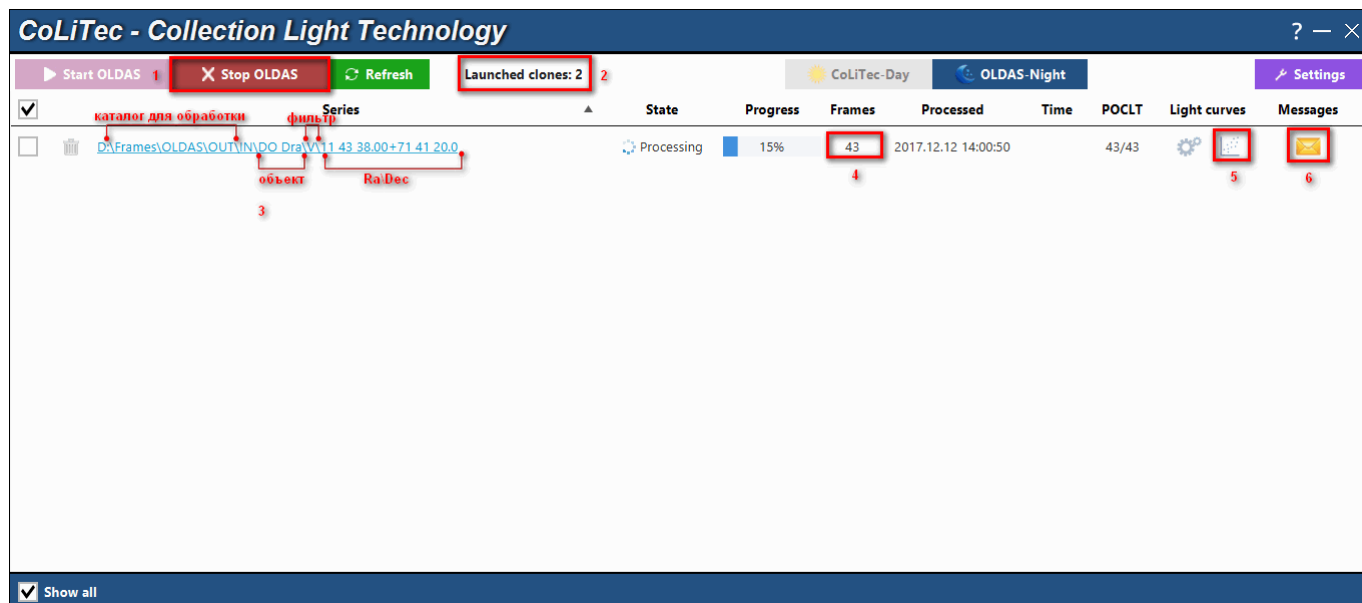 CoLiTec - Collection Light Technology
Start OLDAS 1 Stop OLDAS Refresh Launched clones: 2 2 CoLiTec-Day OLDAS-Night Settings
Series State Progress Frames Processed Time POCLT Light curves Messages
каталог для обработки фильтр
D:\Frames\OLDAS\OUT\IN\DO Dra\V\11 43 38.00+71 41 20.0 Processing 15% 43 2017.12.12 14:00:50 43/43
объект Ra\Dec 4 5 6
3
Show all